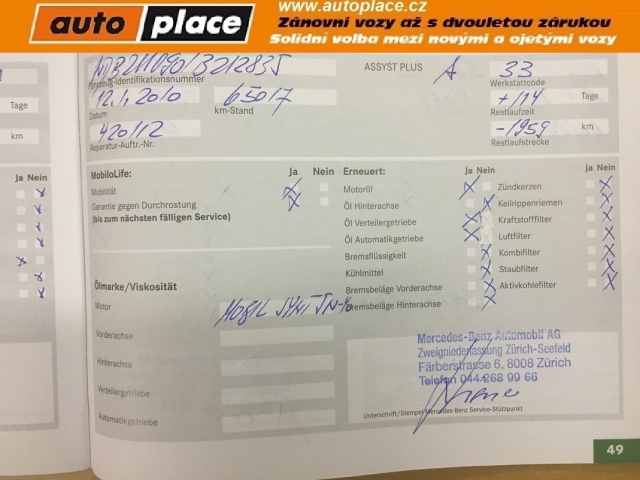 www.autoplace.cz
auto place
Zánovní vozy až s dvouletou zárukou
Solidní volba mezi novými a ojetými vozy
ASSYST PLUS A 33
Fahrzeug-Identifikationsnummer
Werkstattcode
12.1.2010 65017 +114 Tage
Tage
Datum km-Stand Restlaufzeit
420112 -1959 km
km
Reparatur-Auftr.-Nr. Restlaufstrecke
Ja Nein
MobiloLife: Ja Nein
Mobilität
Garantie gegen Durchrostung
(bis zum nächsten fälligen Service)
Erneuert: Ja Nein
Motoröl
Öl Hinterachse
Öl Verteilergetriebe
Öl Automatikgetriebe
Bremsflüssigkeit
Kühlmittel
Bremsbeläge Vorderachse
Bremsbeläge Hinterachse
Ja Nein
Zündkerzen
Keilrippenriemen
Kraftstofffilter
Luftfilter
Kombifilter
Staubfilter
Aktivkohlefilter
Ölmarke/Viskosität
Motor MOBIL
Vorderachse
Hinterachse
Verteilergetriebe
Automatikgetriebe
Mercedes-Benz Automobil AG
Zweigniederlassung Zürich-Seefeld
Färberstrasse 6, 8008 Zürich
Telefon 044 268 99 66
Unterschrift/Stempel Mercedes-Benz Service-Stützpunkt
49